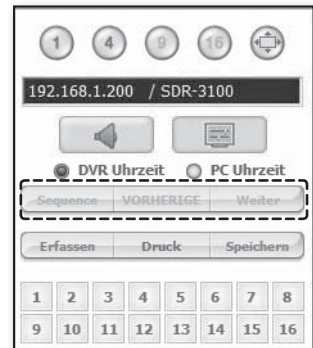 1 4 9 16
192.168.1.200 / SDR-3100
DVR Uhrzeit PC Uhrzeit
Sequence VORHERIGE Weiter
Erfassen Druck Speichern
1 2 3 4 5 6 7 8
9 10 11 12 13 14 15 16